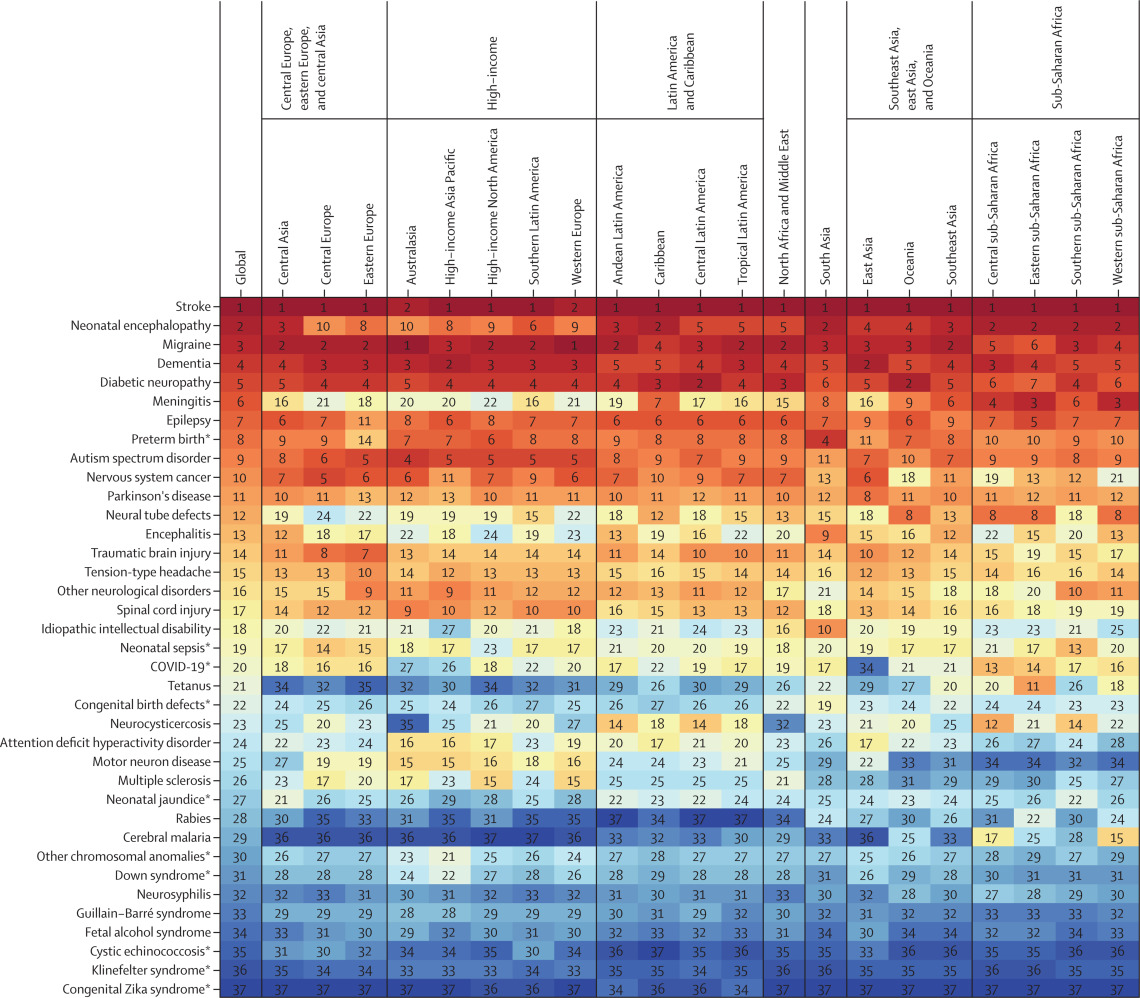 Central Europe,
eastern Europe,
and central Asia
High-income
Latin America
and Caribbean
Southeast Asia,
east Asia,
and Oceania
Sub-Saharan Africa
Global
Central Asia
Central Europe
Eastern Europe
Australasia
High-income Asia Pacific
High-income North America
Southern Latin America
Western Europe
Andean Latin America
Caribbean
Central Latin America
Tropical Latin America
North Africa and Middle East
South Asia
East Asia
Oceania
Southeast Asia
Central sub-Saharan Africa
Eastern sub-Saharan Africa
Southern sub-Saharan Africa
Western sub-Saharan Africa
Stroke 1 1 1 1 2 1 1 1 2 1 1 1 1 1 1 1 1 1 1 1 1 1
Neonatal encephalopathy 2 3 10 8 10 8 9 6 9 3 2 5 5 5 2 4 4 3 2 2 2 2
Migraine 3 2 2 2 1 3 2 2 1 2 4 3 2 2 3 3 3 2 5 6 3 4
Dementia 4 4 3 3 3 2 3 3 3 5 5 4 3 4 5 2 5 4 3 4 5 5
Diabetic neuropathy 5 5 4 4 5 4 4 4 4 4 3 2 4 3 6 5 2 5 6 7 4 6
Meningitis 6 16 21 18 20 20 22 16 21 19 7 17 16 15 8 16 9 6 4 3 6 3
Epilepsy 7 6 7 11 8 6 8 7 7 6 6 6 6 6 7 9 6 9 7 5 7 7
Preterm birth* 8 9 9 14 7 7 6 8 8 9 8 8 8 8 4 11 7 8 10 10 9 10
Autism spectrum disorder 9 8 6 5 4 5 5 5 5 8 9 7 9 9 11 7 10 7 9 9 8 9
Nervous system cancer 10 7 5 6 6 11 7 9 6 7 10 9 7 7 13 6 18 11 19 13 12 21
Parkinson's disease 11 10 11 13 12 13 10 11 11 10 11 12 11 10 12 8 11 10 11 12 11 12
Neural tube defects 12 19 24 22 19 19 19 15 22 18 12 18 15 13 15 18 8 13 8 8 18 8
Encephalitis 13 12 18 17 22 18 24 19 23 13 19 16 22 20 9 15 16 12 22 15 20 13
Traumatic brain injury 14 11 8 7 13 14 14 14 14 11 14 10 10 11 14 10 12 14 15 19 15 17
Tension-type headache 15 13 13 10 14 12 13 13 13 15 16 15 14 14 16 12 13 15 14 16 16 14
Other neurological disorders 16 15 15 9 11 9 11 12 12 12 13 11 12 17 21 14 15 18 18 20 10 11
Spinal cord injury 17 14 12 12 9 10 12 10 10 16 15 13 13 12 18 13 14 16 16 18 19 19
Idiopathic intellectual disability 18 20 22 21 21 27 20 21 18 23 21 24 23 16 10 20 19 19 23 23 21 25
Neonatal sepsis* 19 17 14 15 18 17 23 17 17 21 20 20 19 18 20 19 17 17 21 17 13 20
COVID-19* 20 18 16 16 27 26 18 22 20 17 22 19 17 19 17 34 21 21 13 14 17 16
Tetanus 21 34 32 35 32 30 34 32 31 29 26 30 29 26 22 29 27 20 20 11 26 18
Congenital birth defects* 22 24 25 26 25 24 26 27 25 26 27 26 26 22 19 23 24 22 24 24 23 23
Neurocysticercosis 23 25 20 23 35 25 21 20 27 14 18 14 18 32 23 21 20 25 12 21 14 22
Attention deficit hyperactivity disorder 24 22 23 24 16 16 17 23 19 20 17 21 20 23 26 17 22 23 26 27 24 28
Motor neuron disease 25 27 19 19 15 15 16 18 16 24 24 23 21 25 29 22 33 31 34 34 32 34
Multiple sclerosis 26 23 17 20 17 23 15 24 15 25 25 25 25 21 28 28 31 29 29 30 25 27
Neonatal jaundice* 27 21 26 25 26 29 28 25 28 22 23 22 24 24 25 24 23 24 25 26 22 26
Rabies 28 30 35 33 31 35 31 35 35 37 34 37 37 34 24 27 30 26 31 22 30 24
Cerebral malaria 29 36 36 36 36 36 37 37 36 33 32 33 30 29 33 36 25 33 17 25 28 15
Other chromosomal anomalies* 30 26 27 27 23 21 25 26 24 27 28 27 27 27 27 25 26 27 28 29 27 29
Down syndrome* 31 28 28 28 24 22 27 28 26 28 29 28 28 28 31 26 29 28 30 31 31 31
Neurosyphilis 32 32 33 31 30 31 32 33 32 31 30 31 31 33 30 32 28 30 27 28 29 30
Guillain–Barré syndrome 33 29 29 29 28 28 29 29 29 30 31 29 32 30 32 31 32 32 33 33 33 32
Fetal alcohol syndrome 34 33 31 30 29 32 30 31 30 32 33 32 33 31 35 30 34 34 32 32 34 33
Cystic echinococcosis* 35 31 30 32 34 34 35 30 34 36 37 35 36 35 34 33 36 36 35 35 36 36
Klinefelter syndrome* 36 35 34 34 33 33 33 34 33 35 35 34 35 36 36 35 35 35 36 36 35 35
Congenital Zika syndrome* 37 37 37 37 37 37 36 36 37 34 36 36 34 37 37 37 37 37 37 37 37 37